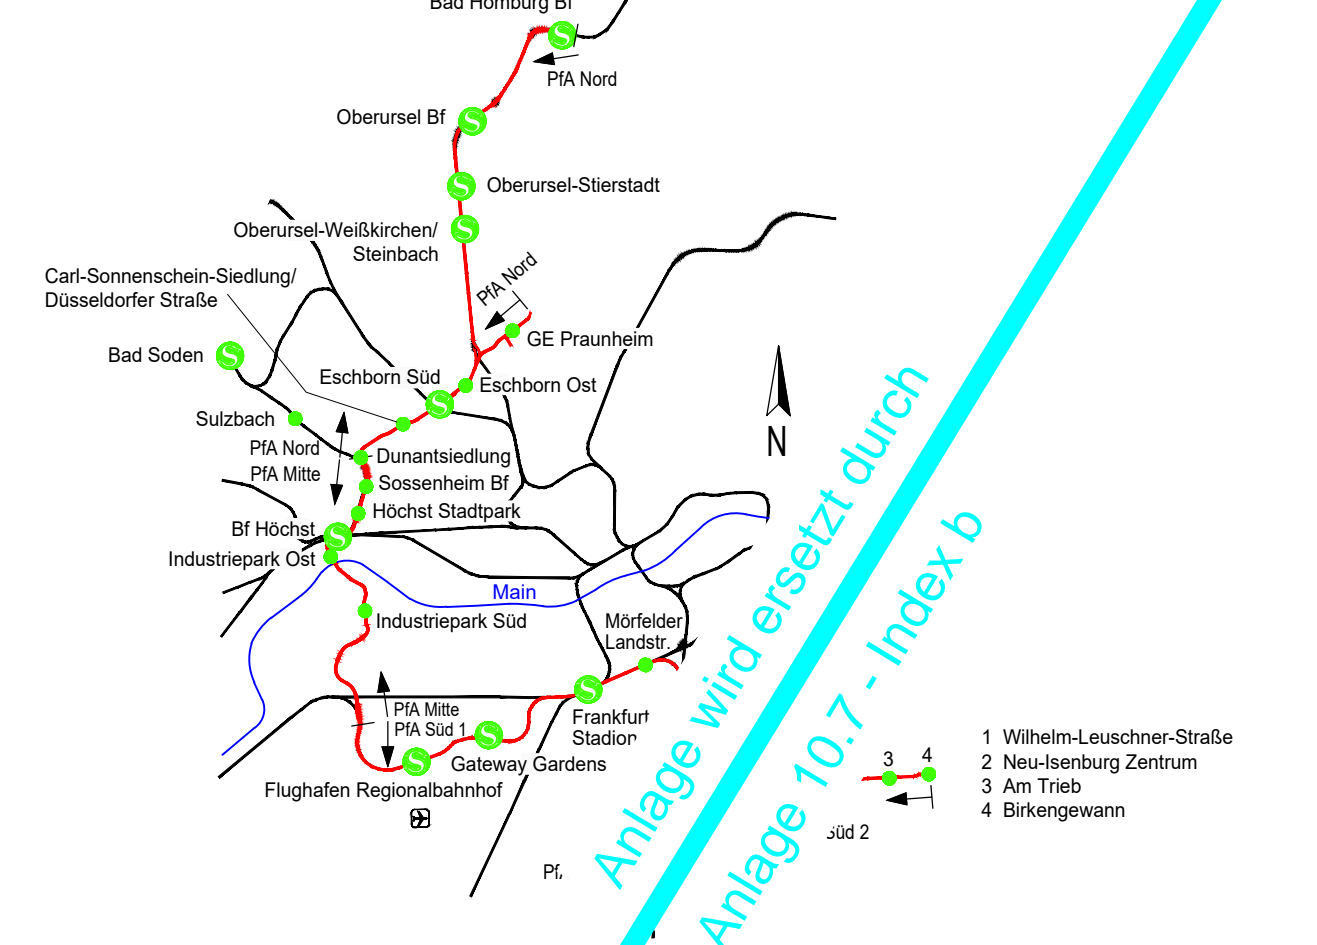 Bad Homburg Bf
PfA Nord
Oberursel Bf
Oberursel-Stierstadt
Oberursel-Weißkirchen/
Steinbach
Carl-Sonnenschein-Siedlung/
Düsseldorfer Straße
PfA Nord
GE Praunheim
Bad Soden
Eschborn Süd
Eschborn Ost
Sulzbach
PfA Nord
PfA Mitte
Dunantsiedlung
Sossenheim Bf
Höchst Stadtpark
Bf Höchst
Industriepark Ost
Main
Industriepark Süd
Mörfelder
Landstr.
N
PfA Mitte
PfA Süd 1
Frankfurt
Stadion
Gateway Gardens
Flughafen Regionalbahnhof
Anlage wird ersetzt durch
Anlage 10.7 - Index b
3
4
1 Wilhelm-Leuschner-Straße
2 Neu-Isenburg Zentrum
3 Am Trieb
4 Birkengewann
Süd 2